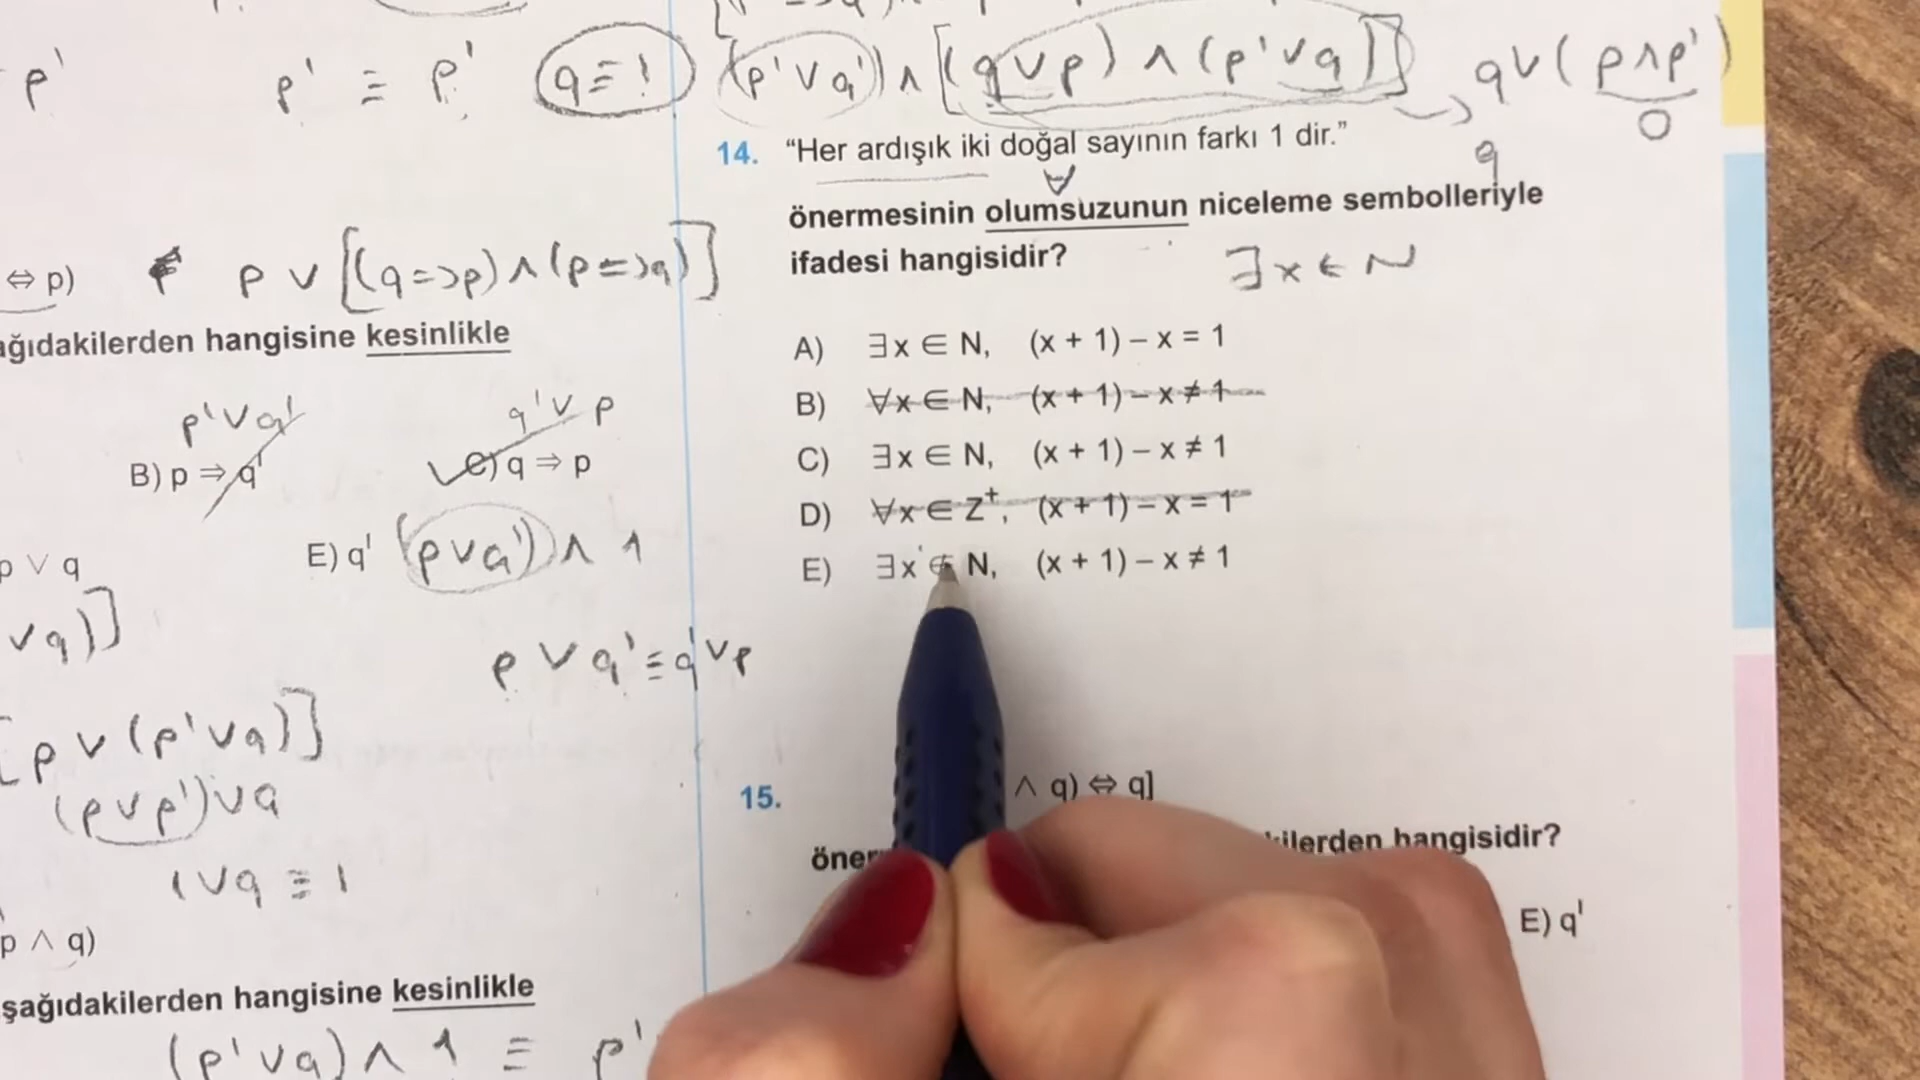 p'
p' ≡ p' q≡1 (p'∨q')∧[(q∨p)∧(p'∨q)] q∨(p∧p')
0
q
14. “Her ardışık iki doğal sayının farkı 1 dir.”
∀
önermesinin olumsuzunun niceleme sembolleriyle
ifadesi hangisidir?
∃x∈N
A) ∃x ∈ N, (x + 1) – x = 1
B) ∀x ∈ N, (x + 1) – x ≠ 1
C) ∃x ∈ N, (x + 1) – x ≠ 1
D) ∀x ∈ Z⁺, (x + 1) – x = 1
E) ∃x ∉ N, (x + 1) – x ≠ 1
⇔ p) p∨[(q=>p)∧(p=>q)]
ağıdakilerden hangisine kesinlikle
p'∨q' q'∨p
B) p ⇒ q' C) q ⇒ p
p ∨ q E) q' (p∨q')∧1
∨q)]
p∨q'≡q'∨p
[p∨(p'∨q)]
(p∨p')∨q
1∨q≡1
p ∧ q)
şağıdakilerden hangisine kesinlikle
(p'∨q)∧1 ≡ p'
15. ∧ q) ⇔ q]
öner kilerden hangisidir?
E) q'